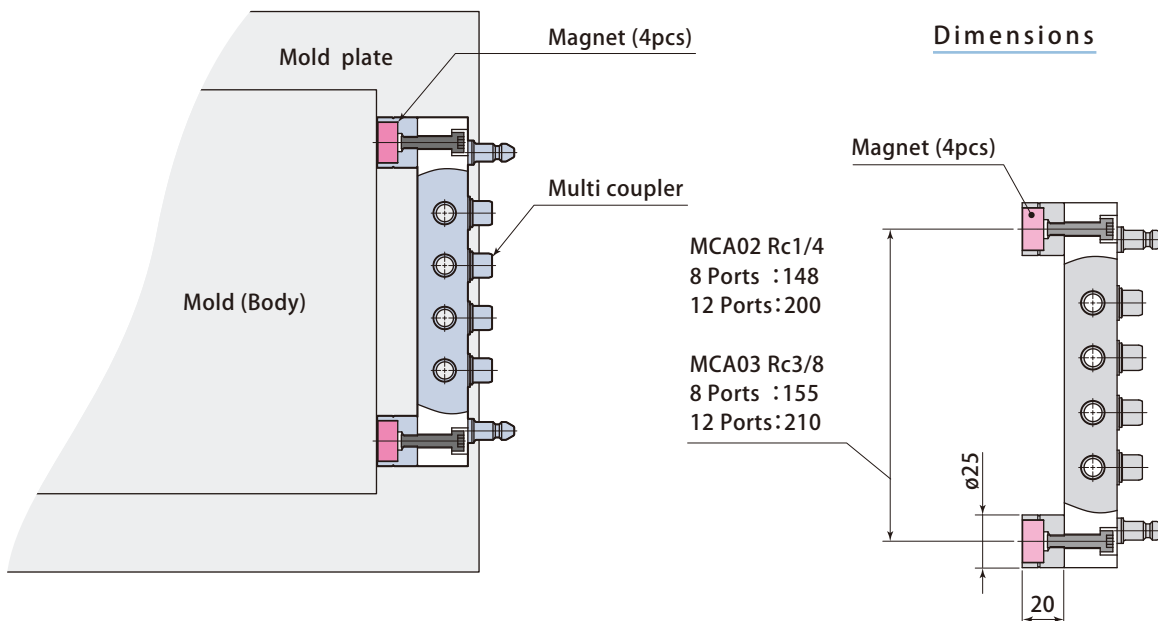 Mold plate
Magnet (4pcs)
Multi coupler
Mold (Body)
Dimensions
Magnet (4pcs)
MCA02 Rc1/4
8 Ports :148
12 Ports:200
MCA03 Rc3/8
8 Ports :155
12 Ports:210
ø25
20